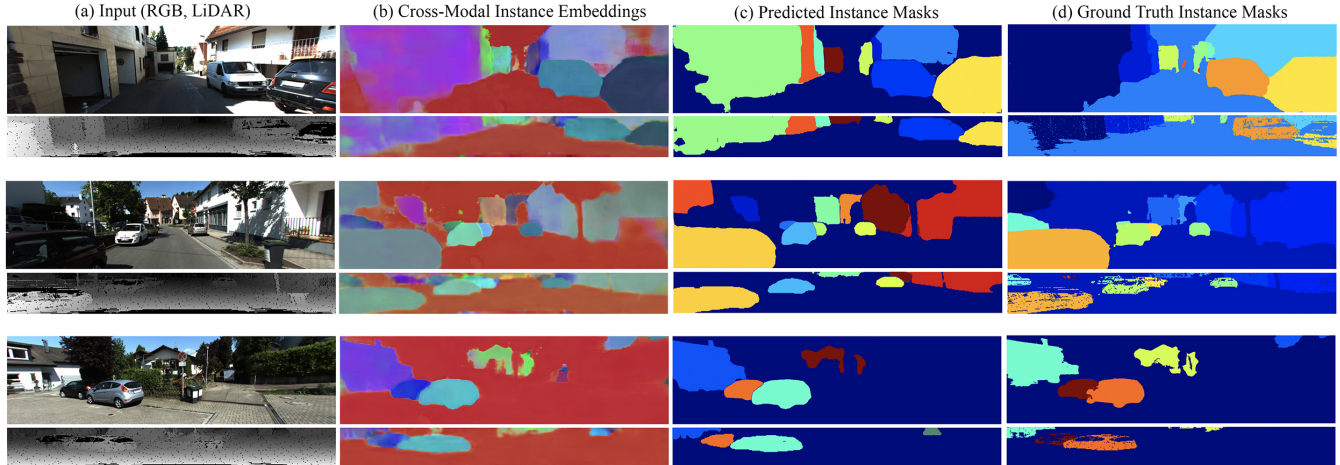 (a) Input (RGB, LiDAR)
(b) Cross-Modal Instance Embeddings
(c) Predicted Instance Masks
(d) Ground Truth Instance Masks